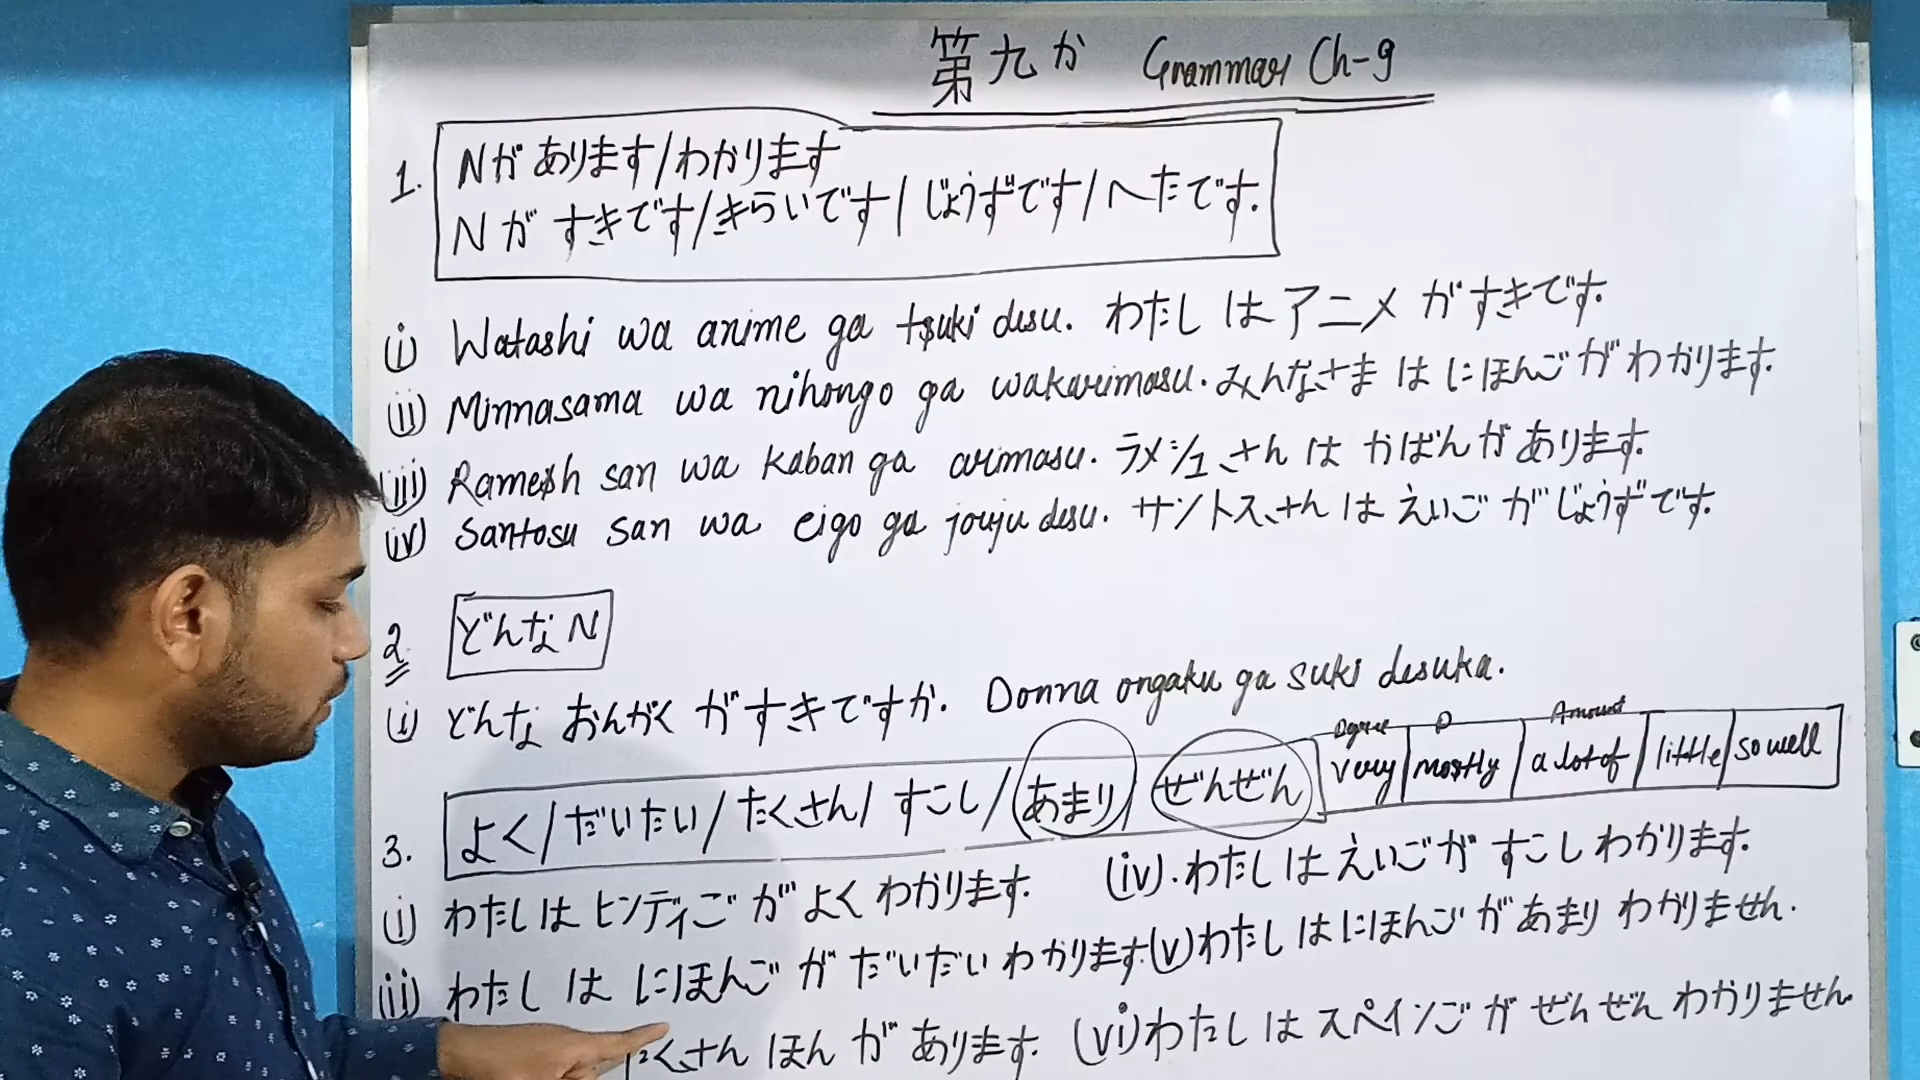 第九か Grammar Ch-9
1. Nが あります/わかります
Nが すきです/きらいです/じょうずです/へたです.
(i) Watashi wa anime ga tsuki desu. わたし は アニメ がすきです.
(ii) Minnasama wa nihongo ga wakarimasu. みんなさま は にほんごがわかります.
(iii) Ramesh san wa kaban ga arimasu. ラメシュさん は かばんが あります.
(iv) Santosu san wa eigo ga jouju desu. サントスさん は えいご がじょうずです.
2 どんな N
(i) どんな おんがく がすきですか. Donna ongaku ga suki desuka.
Degree D Amount
3. よく/だいたい/たくさん/すこし/あまり ぜんぜん very mostly a lot of little so well
(i) わたしは ヒンディご が よく わかります. (iv). わたし は えいごが すこし わかります.
(ii) わたし は にほんご が だいだい わかります. (v) わたし はにほんご が あまり わかりません.
たくさん ほん が あります. (vi) わたし は スペインご が ぜんぜん わかりません.